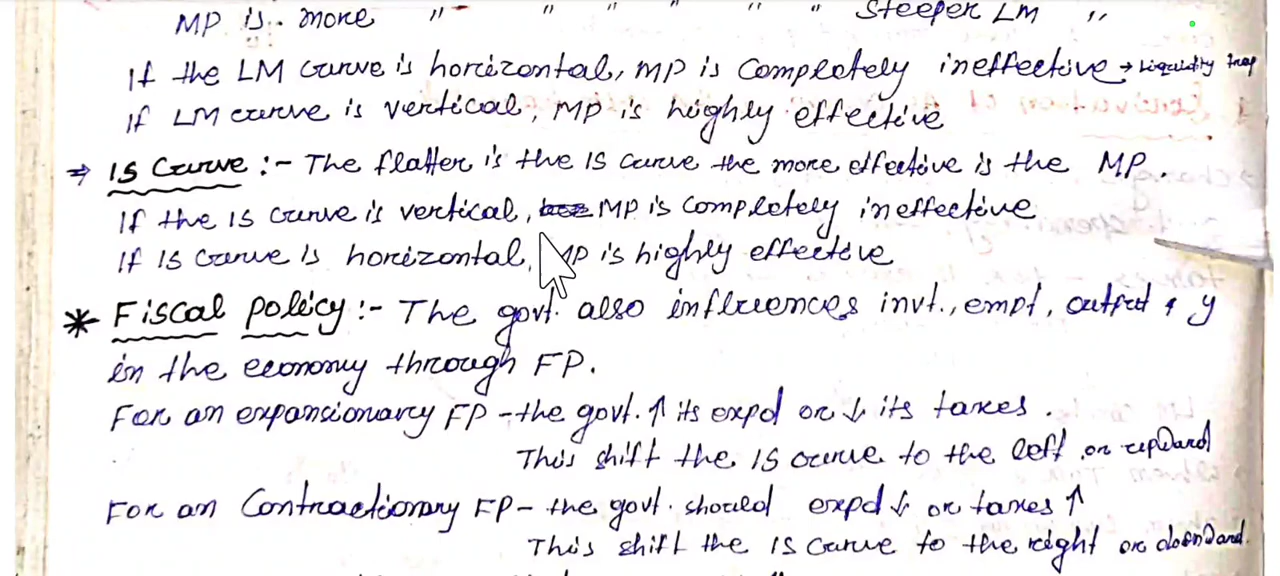 MP is more " " " " " " Steeper LM "
If the LM curve is horizontal, MP is completely ineffective → Liquidity trap
If LM curve is vertical, MP is highly effective
⇒ IS Curve :- The flatter is the IS curve the more effective is the MP.
If the IS curve is vertical, MP is completely ineffective
If IS curve is horizontal, MP is highly effective
* Fiscal policy :- The govt. also influences invt., empt, output & y
in the economy through FP.
For an expansionary FP - the govt. ↑ its expd or ↓ its taxes.
This shift the IS curve to the left or upward
For an Contractionary FP - the govt. should expd ↓ or taxes ↑
This shift the IS curve to the right or downward.